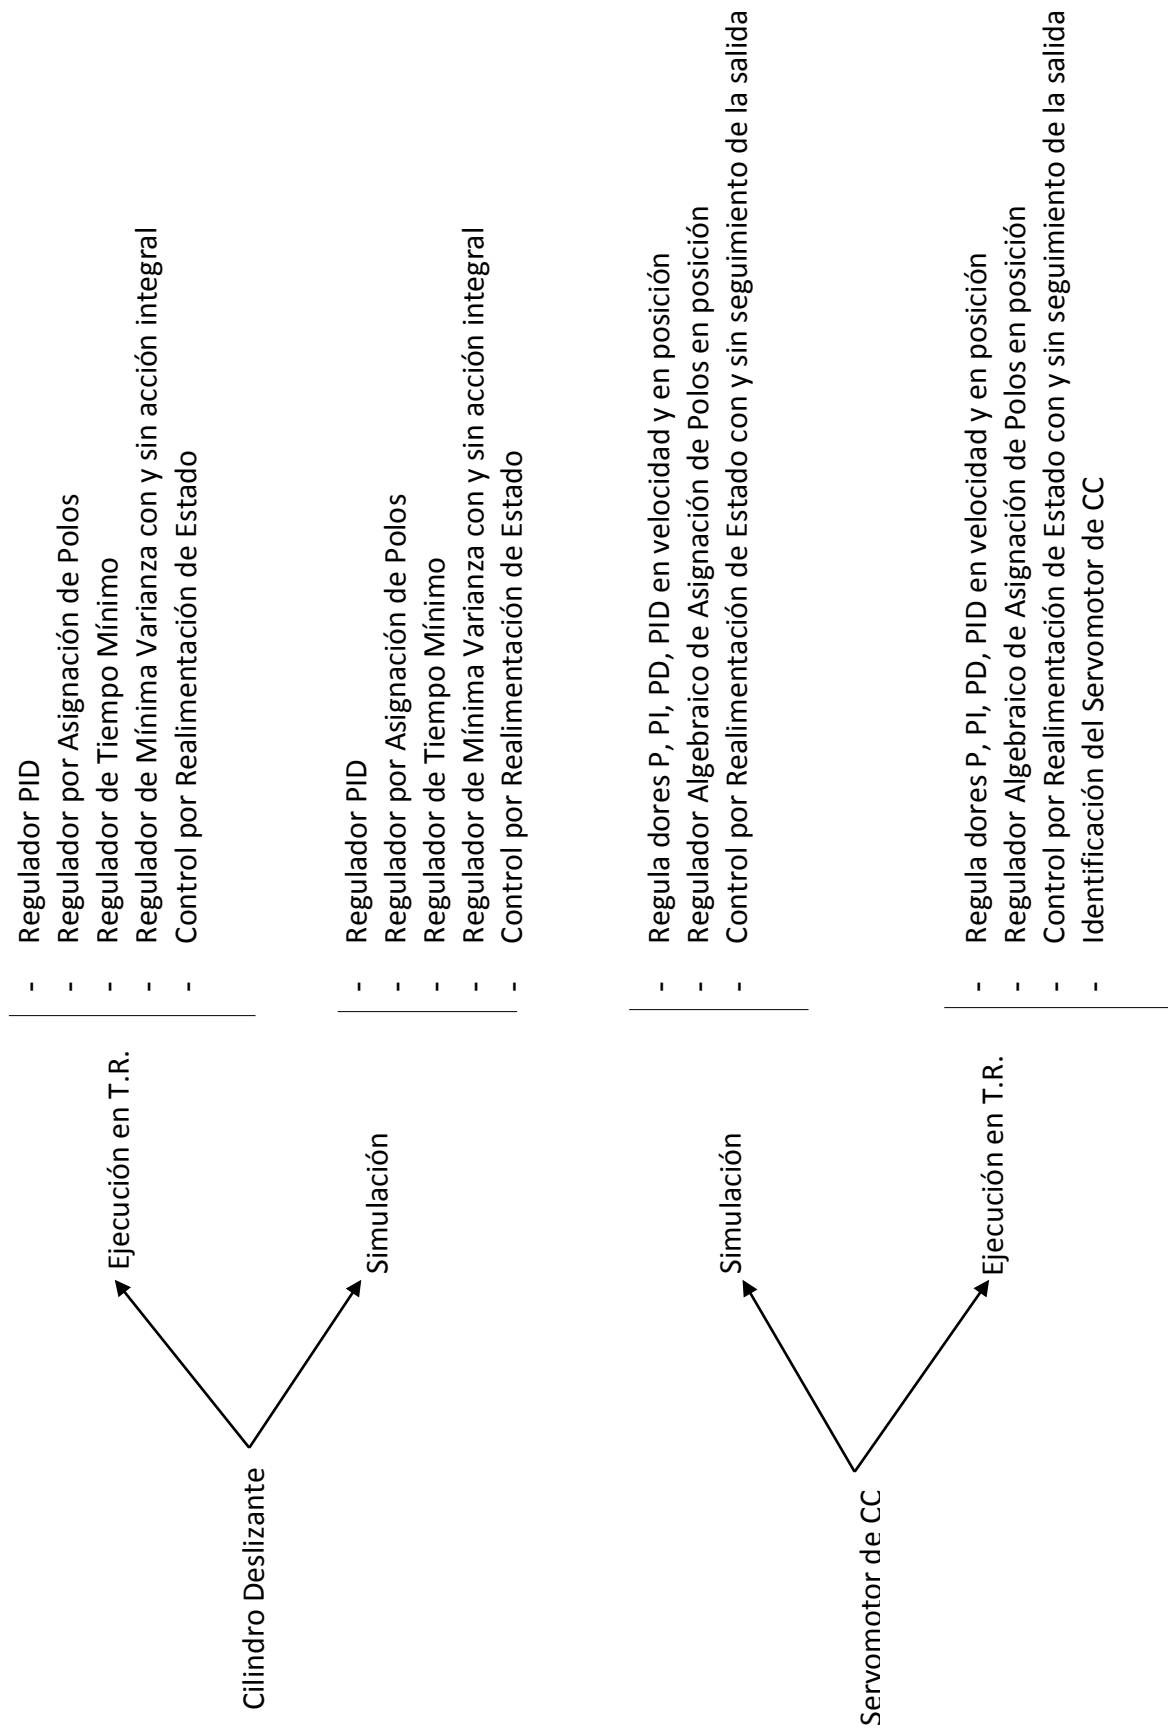 Cilindro Deslizante
Ejecución en T.R.
- Regulador PID
- Regulador por Asignación de Polos
- Regulador de Tiempo Mínimo
- Regulador de Mínima Varianza con y sin acción integral
- Control por Realimentación de Estado
Simulación
- Regulador PID
- Regulador por Asignación de Polos
- Regulador de Tiempo Mínimo
- Regulador de Mínima Varianza con y sin acción integral
- Control por Realimentación de Estado
Servomotor de CC
Simulación
- Regula dores P, PI, PD, PID en velocidad y en posición
- Regulador Algebraico de Asignación de Polos en posición
- Control por Realimentación de Estado con y sin seguimiento de la salida
Ejecución en T.R.
- Regula dores P, PI, PD, PID en velocidad y en posición
- Regulador Algebraico de Asignación de Polos en posición
- Control por Realimentación de Estado con y sin seguimiento de la salida
- Identificación del Servomotor de CC